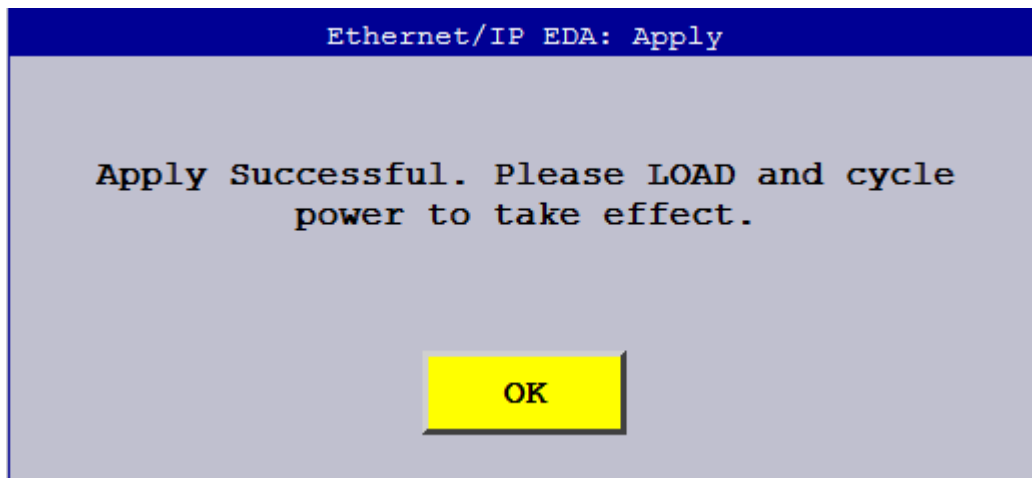 Ethernet/IP EDA: Apply
Apply Successful. Please LOAD and cycle
power to take effect.
OK